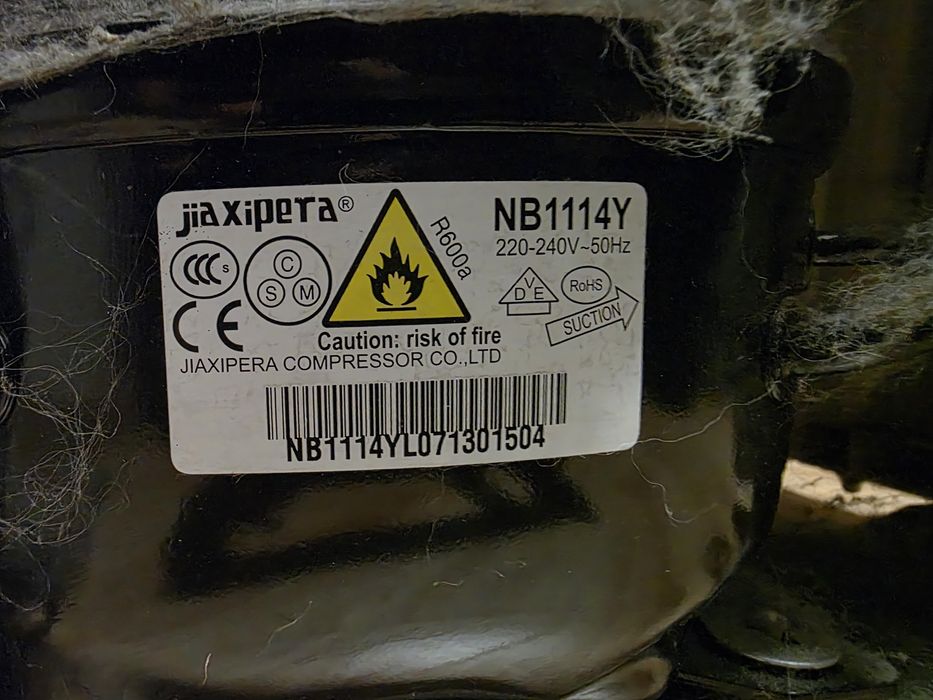 jiaxipera®
NB1114Y
220-240V~50Hz
R600a
CCC S
C
S M
D V E
RoHS
SUCTION
CE
Caution: risk of fire
JIAXIPERA COMPRESSOR CO.,LTD
NB1114YL071301504